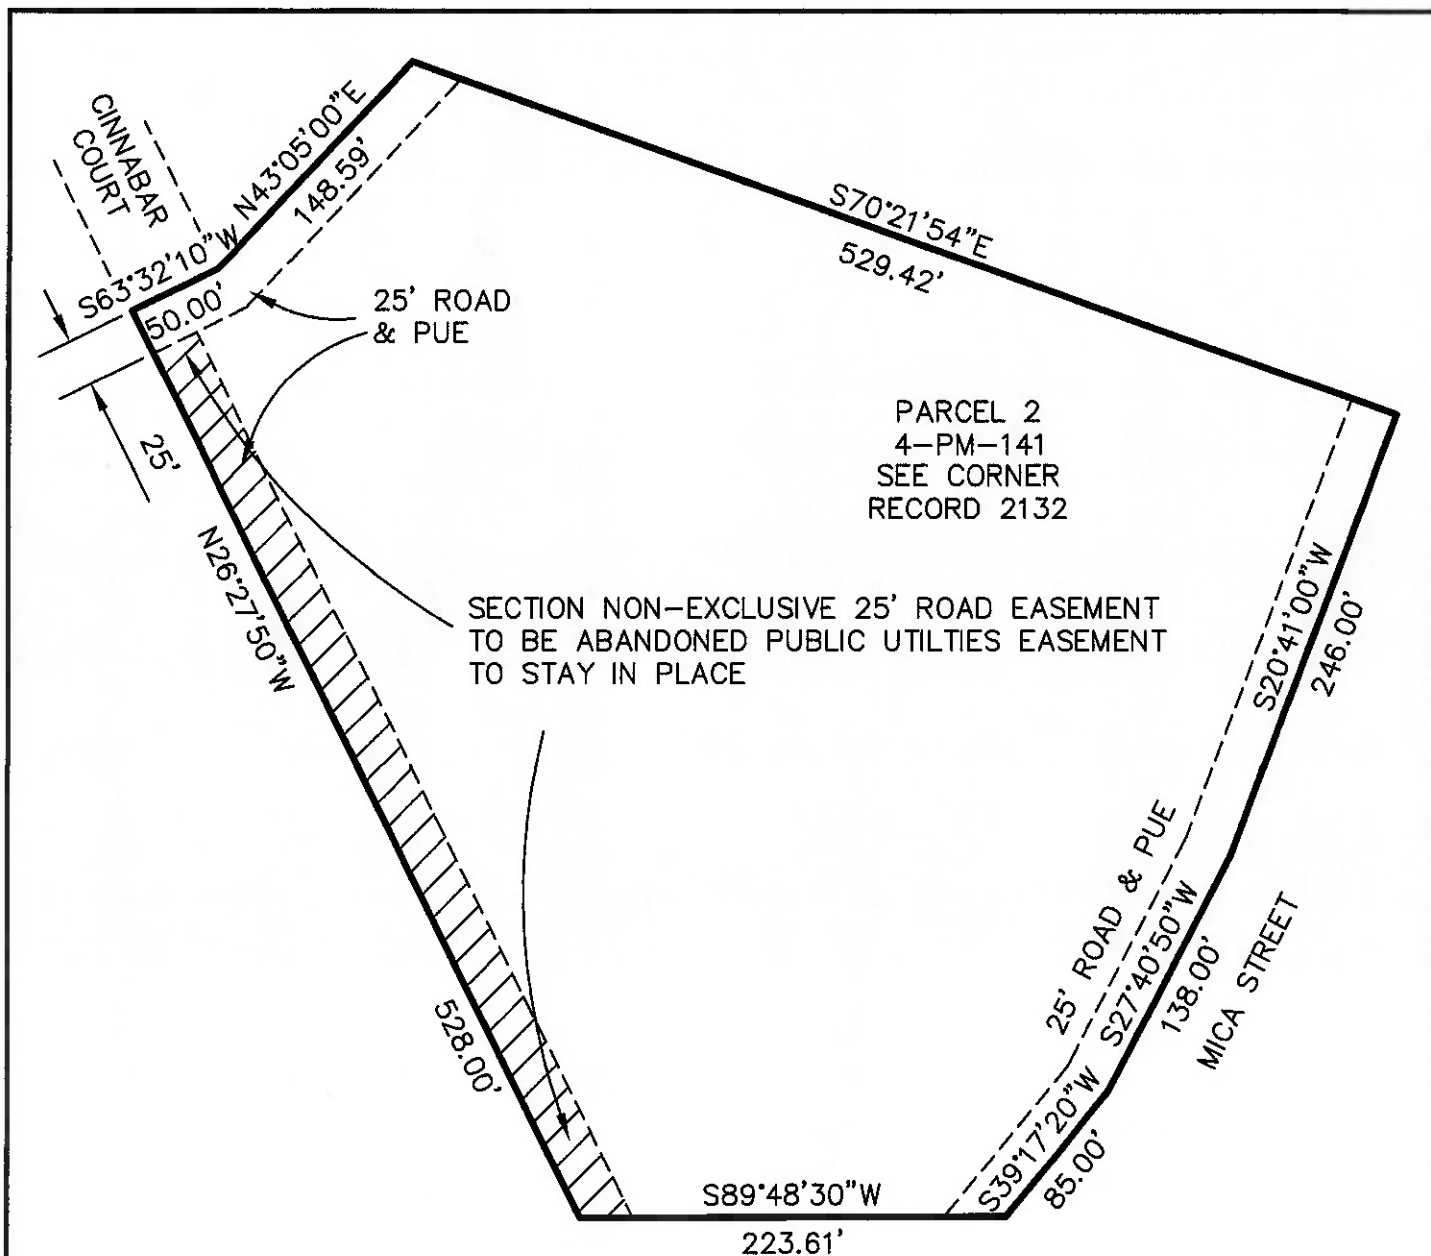 CINNABAR
COURT
N43°05'00"E
148.59'
S70°21'54"E
529.42'
S63°32'10"W
50.00'
25' ROAD
& PUE
25'
PARCEL 2
4-PM-141
SEE CORNER
RECORD 2132
N26°27'50"W
528.00'
SECTION NON-EXCLUSIVE 25' ROAD EASEMENT
TO BE ABANDONED PUBLIC UTILTIES EASEMENT
TO STAY IN PLACE
S20°41'00"W
246.00'
25' ROAD & PUE
S27°40'50"W
138.00'
MICA STREET
S39°17'20"W
85.00'
S89°48'30"W
223.61'